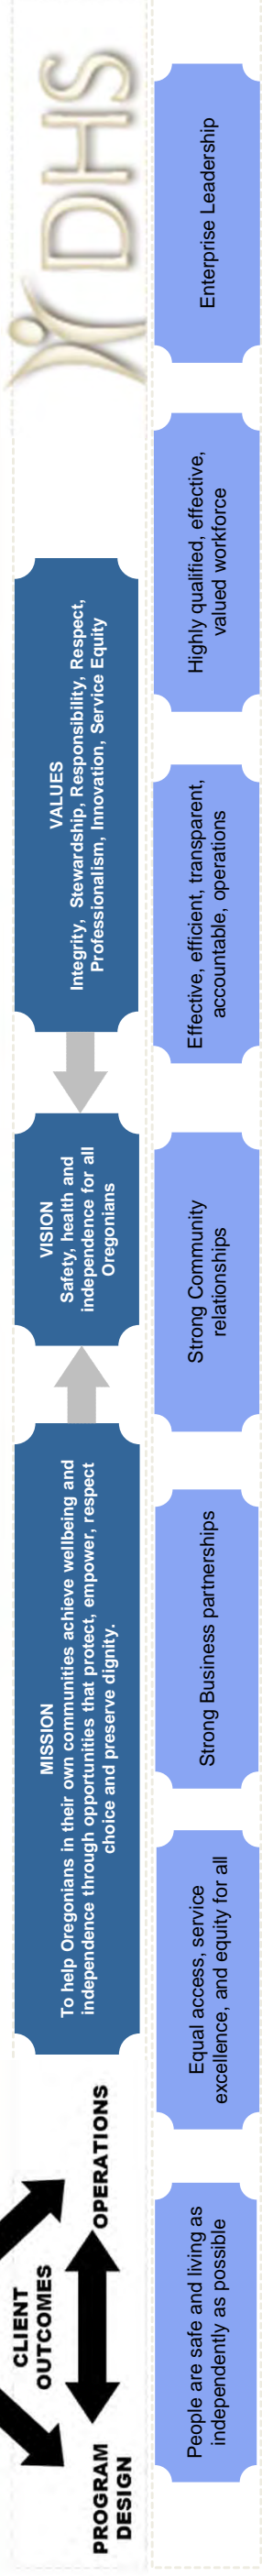 CLIENT
OUTCOMES
PROGRAM
DESIGN
OPERATIONS
MISSION
To help Oregonians in their own communities achieve wellbeing and
independence through opportunities that protect, empower, respect
choice and preserve dignity.
VISION
Safety, health and
independence for all
Oregonians
VALUES
Integrity, Stewardship, Responsibility, Respect,
Professionalism, Innovation, Service Equity
DHS
People are safe and living as
independently as possible
Equal access, service
excellence, and equity for all
Strong Business partnerships
Strong Community
relationships
Effective, efficient, transparent,
accountable, operations
Highly qualified, effective,
valued workforce
Enterprise Leadership